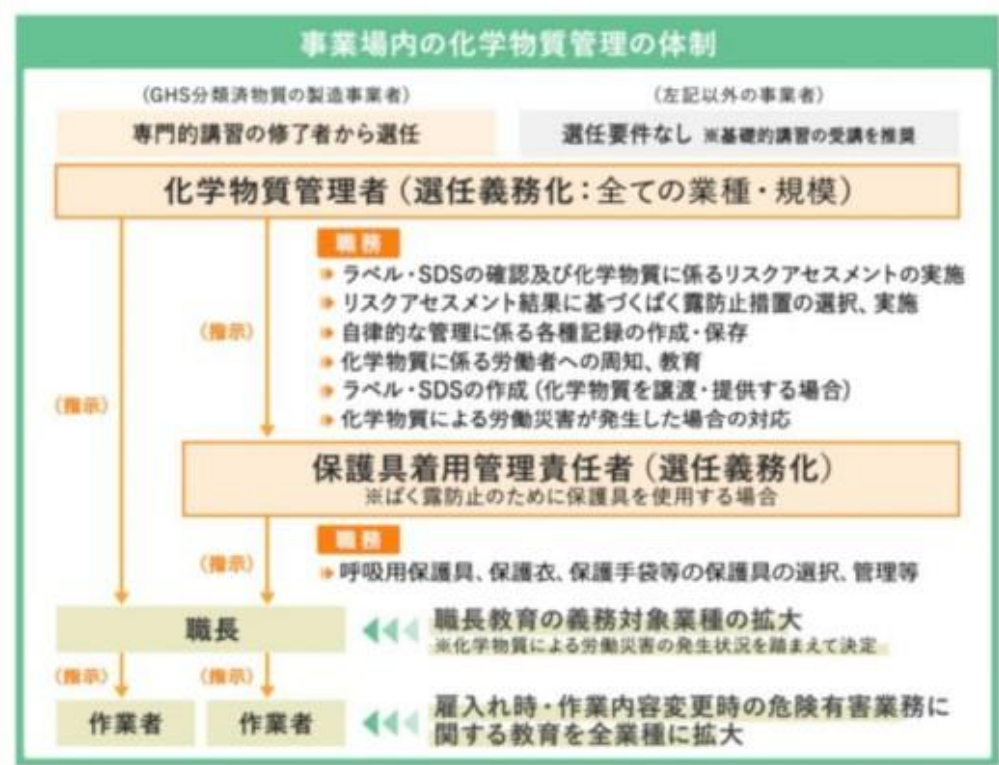 事業場内の化学物質管理の体制
（GHS分類済物質の製造事業者）
（左記以外の事業者）
専門的講習の修了者から選任
選任要件なし ※基礎的講習の受講を推奨
化学物質管理者（選任義務化：全ての業種・規模）
職務
ラベル・SDSの確認及び化学物質に係るリスクアセスメントの実施
リスクアセスメント結果に基づくばく露防止措置の選択、実施
（指示）
自律的な管理に係る各種記録の作成・保存
化学物質に係る労働者への周知、教育
ラベル・SDSの作成（化学物質を譲渡・提供する場合）
（指示）
化学物質による労働災害が発生した場合の対応
保護具着用管理責任者（選任義務化）
※ばく露防止のために保護具を使用する場合
職務
（指示）
呼吸用保護具、保護衣、保護手袋等の保護具の選択、管理等
職長
職長教育の義務対象業種の拡大
※化学物質による労働災害の発生状況を踏まえて決定
（指示）
（指示）
作業者
作業者
雇入れ時・作業内容変更時の危険有害業務に
関する教育を全業種に拡大